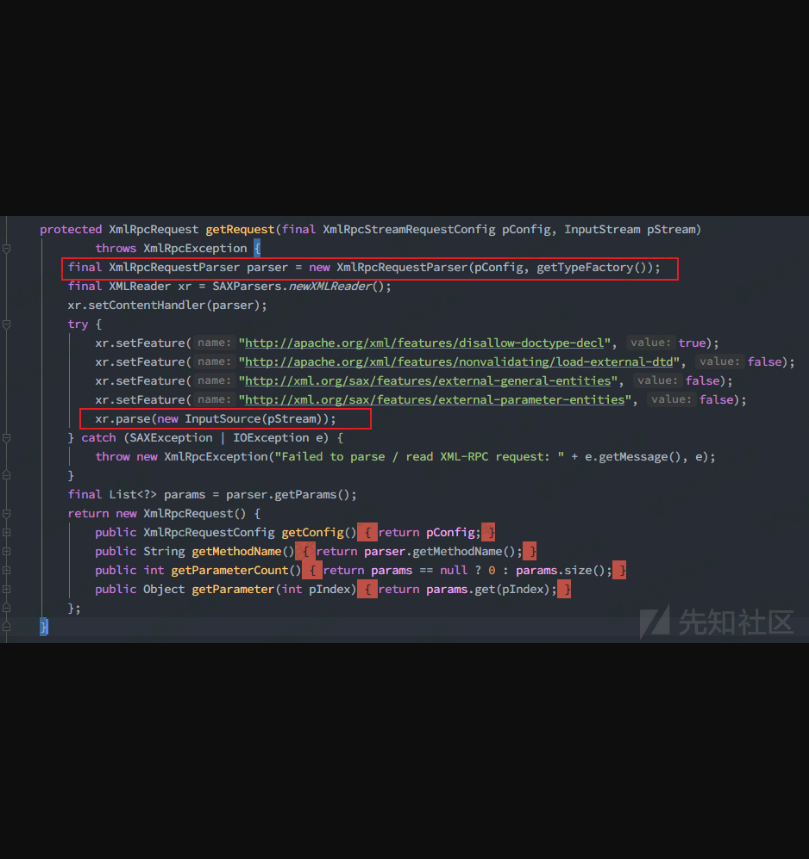 protected XmlRpcRequest getRequest(final XmlRpcStreamRequestConfig pConfig, InputStream pStream)
throws XmlRpcException {
final XmlRpcRequestParser parser = new XmlRpcRequestParser(pConfig, getTypeFactory());
final XMLReader xr = SAXParsers.newXMLReader();
xr.setContentHandler(parser);
try {
xr.setFeature( name: "http://apache.org/xml/features/disallow-doctype-decl", value: true);
xr.setFeature( name: "http://apache.org/xml/features/nonvalidating/load-external-dtd", value: false);
xr.setFeature( name: "http://xml.org/sax/features/external-general-entities", value: false);
xr.setFeature( name: "http://xml.org/sax/features/external-parameter-entities", value: false);
xr.parse(new InputSource(pStream));
} catch (SAXException | IOException e) {
throw new XmlRpcException("Failed to parse / read XML-RPC request: " + e.getMessage(), e);
}
final List<?> params = parser.getParams();
return new XmlRpcRequest() {
public XmlRpcRequestConfig getConfig() { return pConfig; }
public String getMethodName() { return parser.getMethodName(); }
public int getParameterCount() { return params == null ? 0 : params.size(); }
public Object getParameter(int pIndex) { return params.get(pIndex); }
};
}
先知社区